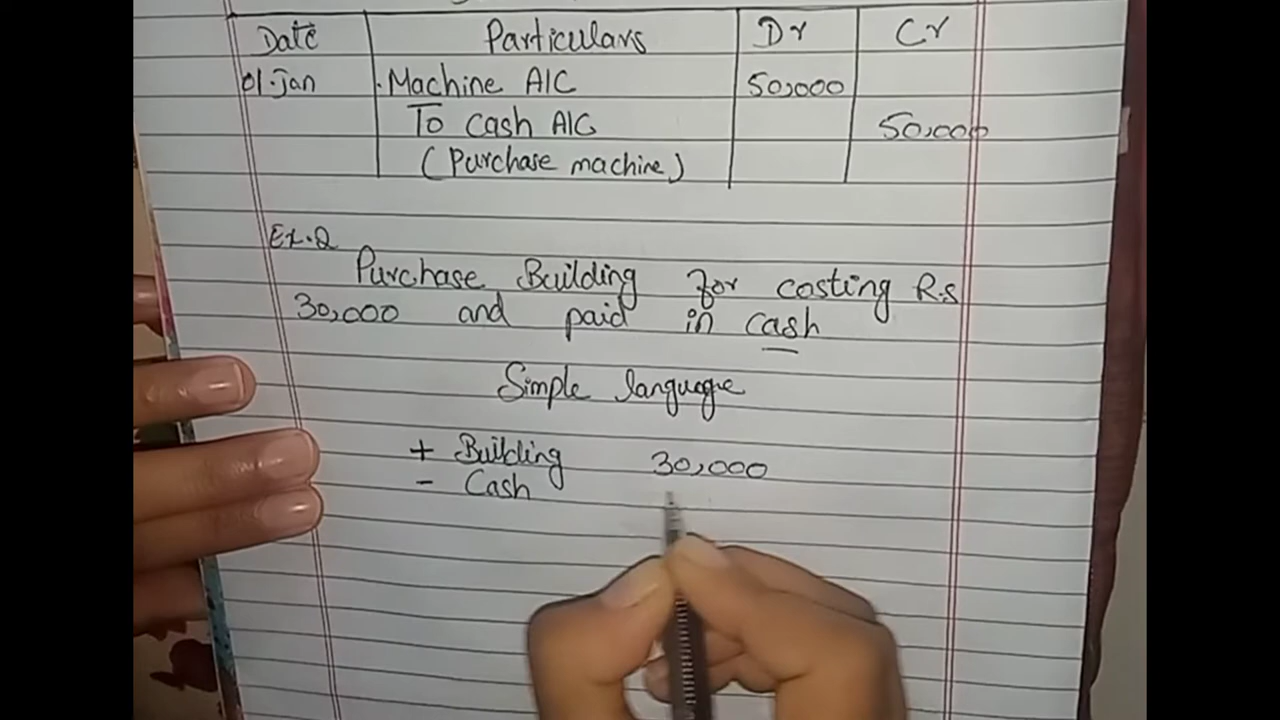 Date Particulars Dr Cr
01.Jan .Machine A/C 50,000
To Cash A/C 50,000
(Purchase machine)
Ex.2
Purchase Building for costing R.s
30,000 and paid in cash
Simple language
+ Building 30,000
- Cash